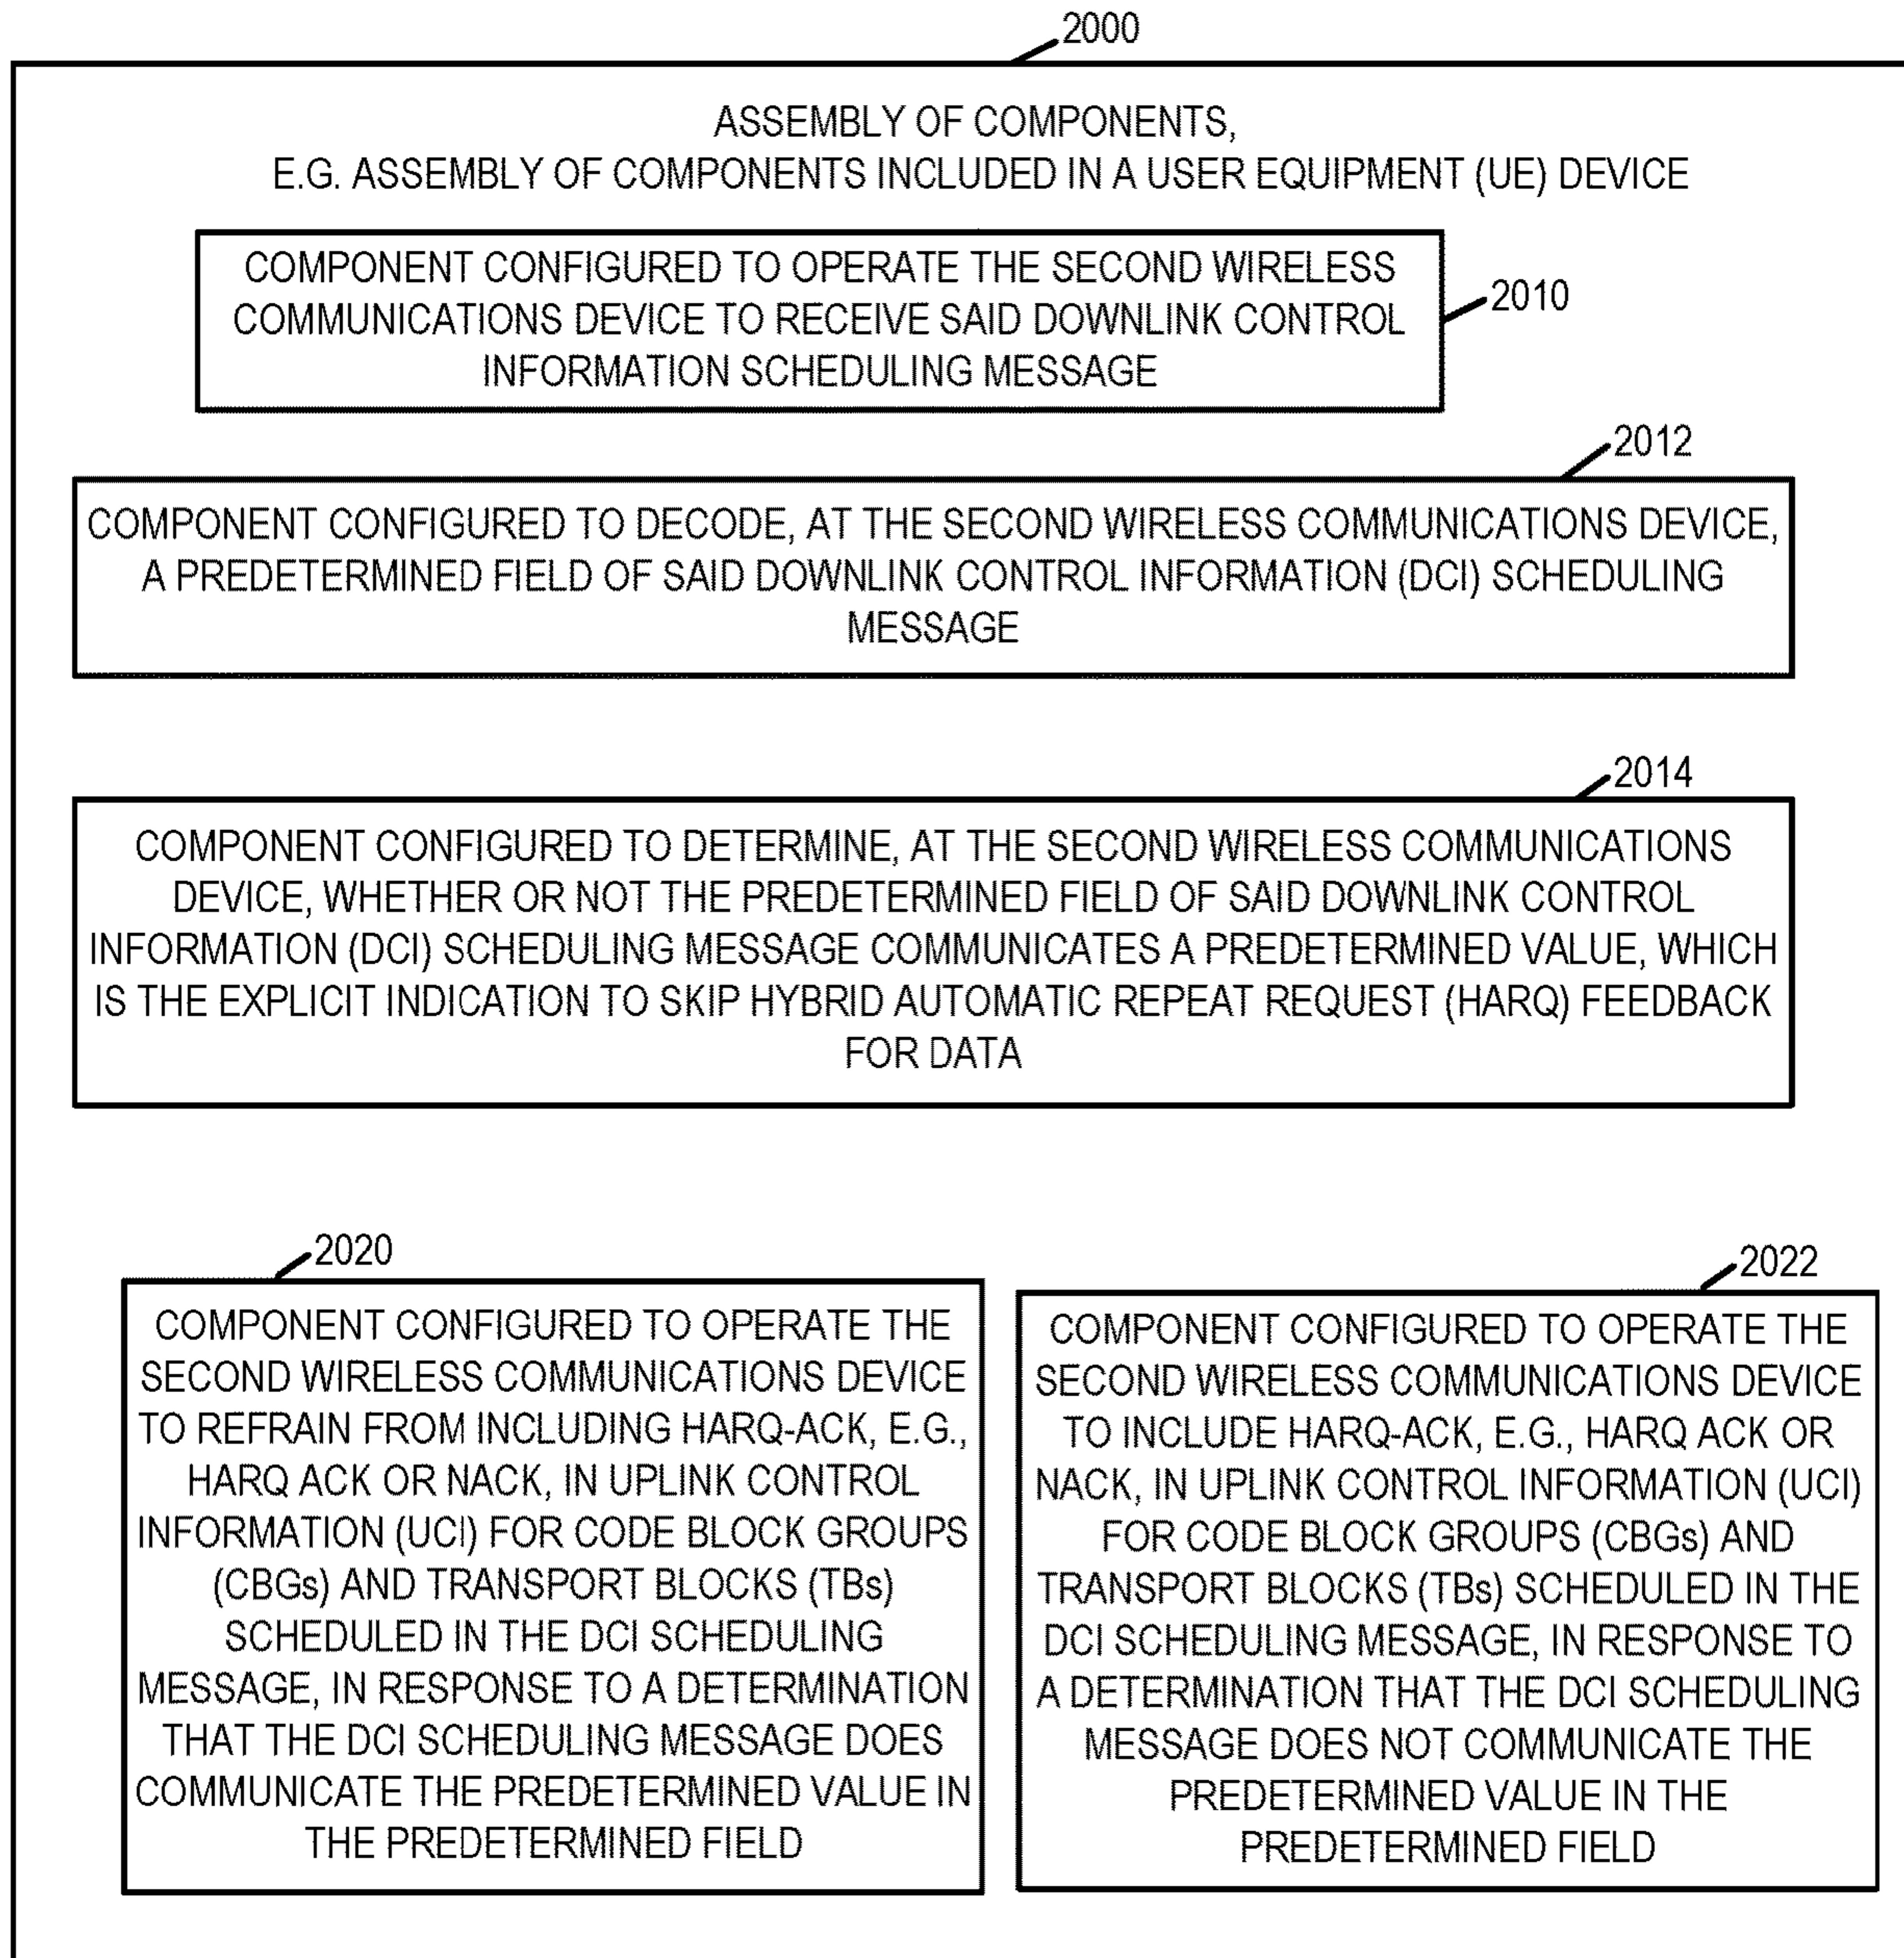 2000
ASSEMBLY OF COMPONENTS,
E.G. ASSEMBLY OF COMPONENTS INCLUDED IN A USER EQUIPMENT (UE) DEVICE
COMPONENT CONFIGURED TO OPERATE THE SECOND WIRELESS
COMMUNICATIONS DEVICE TO RECEIVE SAID DOWNLINK CONTROL
INFORMATION SCHEDULING MESSAGE
2010
2012
COMPONENT CONFIGURED TO DECODE, AT THE SECOND WIRELESS COMMUNICATIONS DEVICE,
A PREDETERMINED FIELD OF SAID DOWNLINK CONTROL INFORMATION (DCI) SCHEDULING
MESSAGE
2014
COMPONENT CONFIGURED TO DETERMINE, AT THE SECOND WIRELESS COMMUNICATIONS
DEVICE, WHETHER OR NOT THE PREDETERMINED FIELD OF SAID DOWNLINK CONTROL
INFORMATION (DCI) SCHEDULING MESSAGE COMMUNICATES A PREDETERMINED VALUE, WHICH
IS THE EXPLICIT INDICATION TO SKIP HYBRID AUTOMATIC REPEAT REQUEST (HARQ) FEEDBACK
FOR DATA
2020
COMPONENT CONFIGURED TO OPERATE THE
SECOND WIRELESS COMMUNICATIONS DEVICE
TO REFRAIN FROM INCLUDING HARQ-ACK, E.G.,
HARQ ACK OR NACK, IN UPLINK CONTROL
INFORMATION (UCI) FOR CODE BLOCK GROUPS
(CBGs) AND TRANSPORT BLOCKS (TBs)
SCHEDULED IN THE DCI SCHEDULING
MESSAGE, IN RESPONSE TO A DETERMINATION
THAT THE DCI SCHEDULING MESSAGE DOES
COMMUNICATE THE PREDETERMINED VALUE IN
THE PREDETERMINED FIELD
2022
COMPONENT CONFIGURED TO OPERATE THE
SECOND WIRELESS COMMUNICATIONS DEVICE
TO INCLUDE HARQ-ACK, E.G., HARQ ACK OR
NACK, IN UPLINK CONTROL INFORMATION (UCI)
FOR CODE BLOCK GROUPS (CBGs) AND
TRANSPORT BLOCKS (TBs) SCHEDULED IN THE
DCI SCHEDULING MESSAGE, IN RESPONSE TO
A DETERMINATION THAT THE DCI SCHEDULING
MESSAGE DOES NOT COMMUNICATE THE
PREDETERMINED VALUE IN THE
PREDETERMINED FIELD